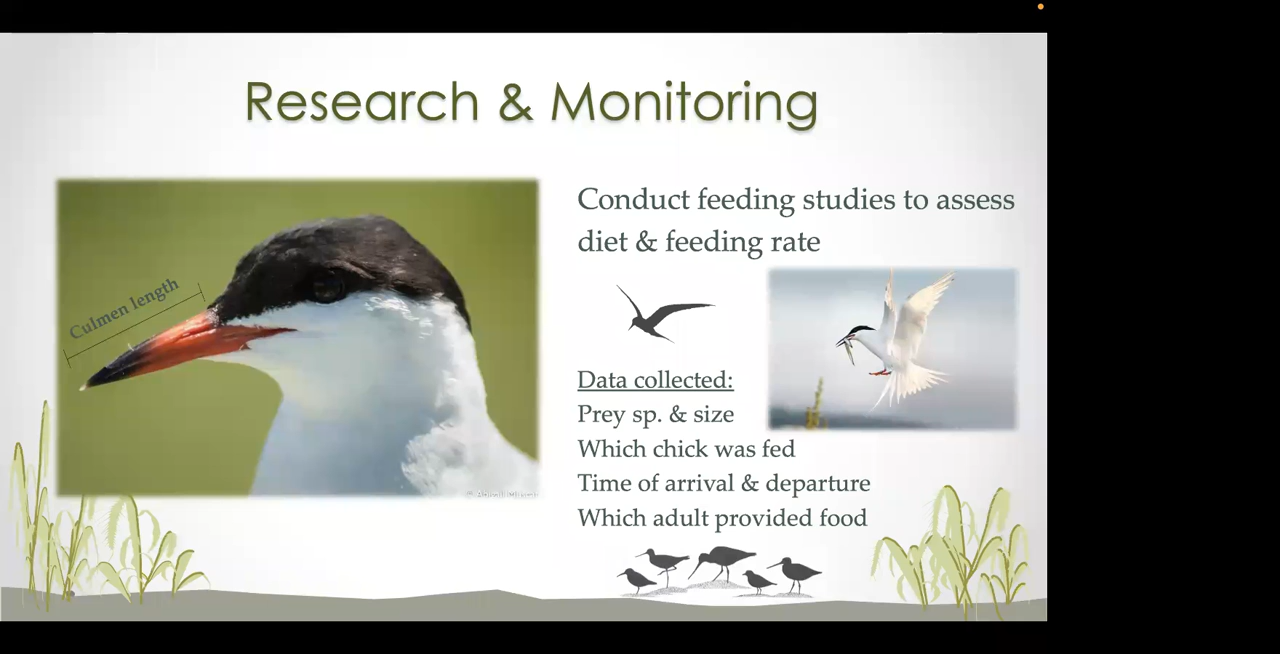 Research & Monitoring
Culmen length
Conduct feeding studies to assess
diet & feeding rate
Data collected:
Prey sp. & size
Which chick was fed
Time of arrival & departure
Which adult provided food